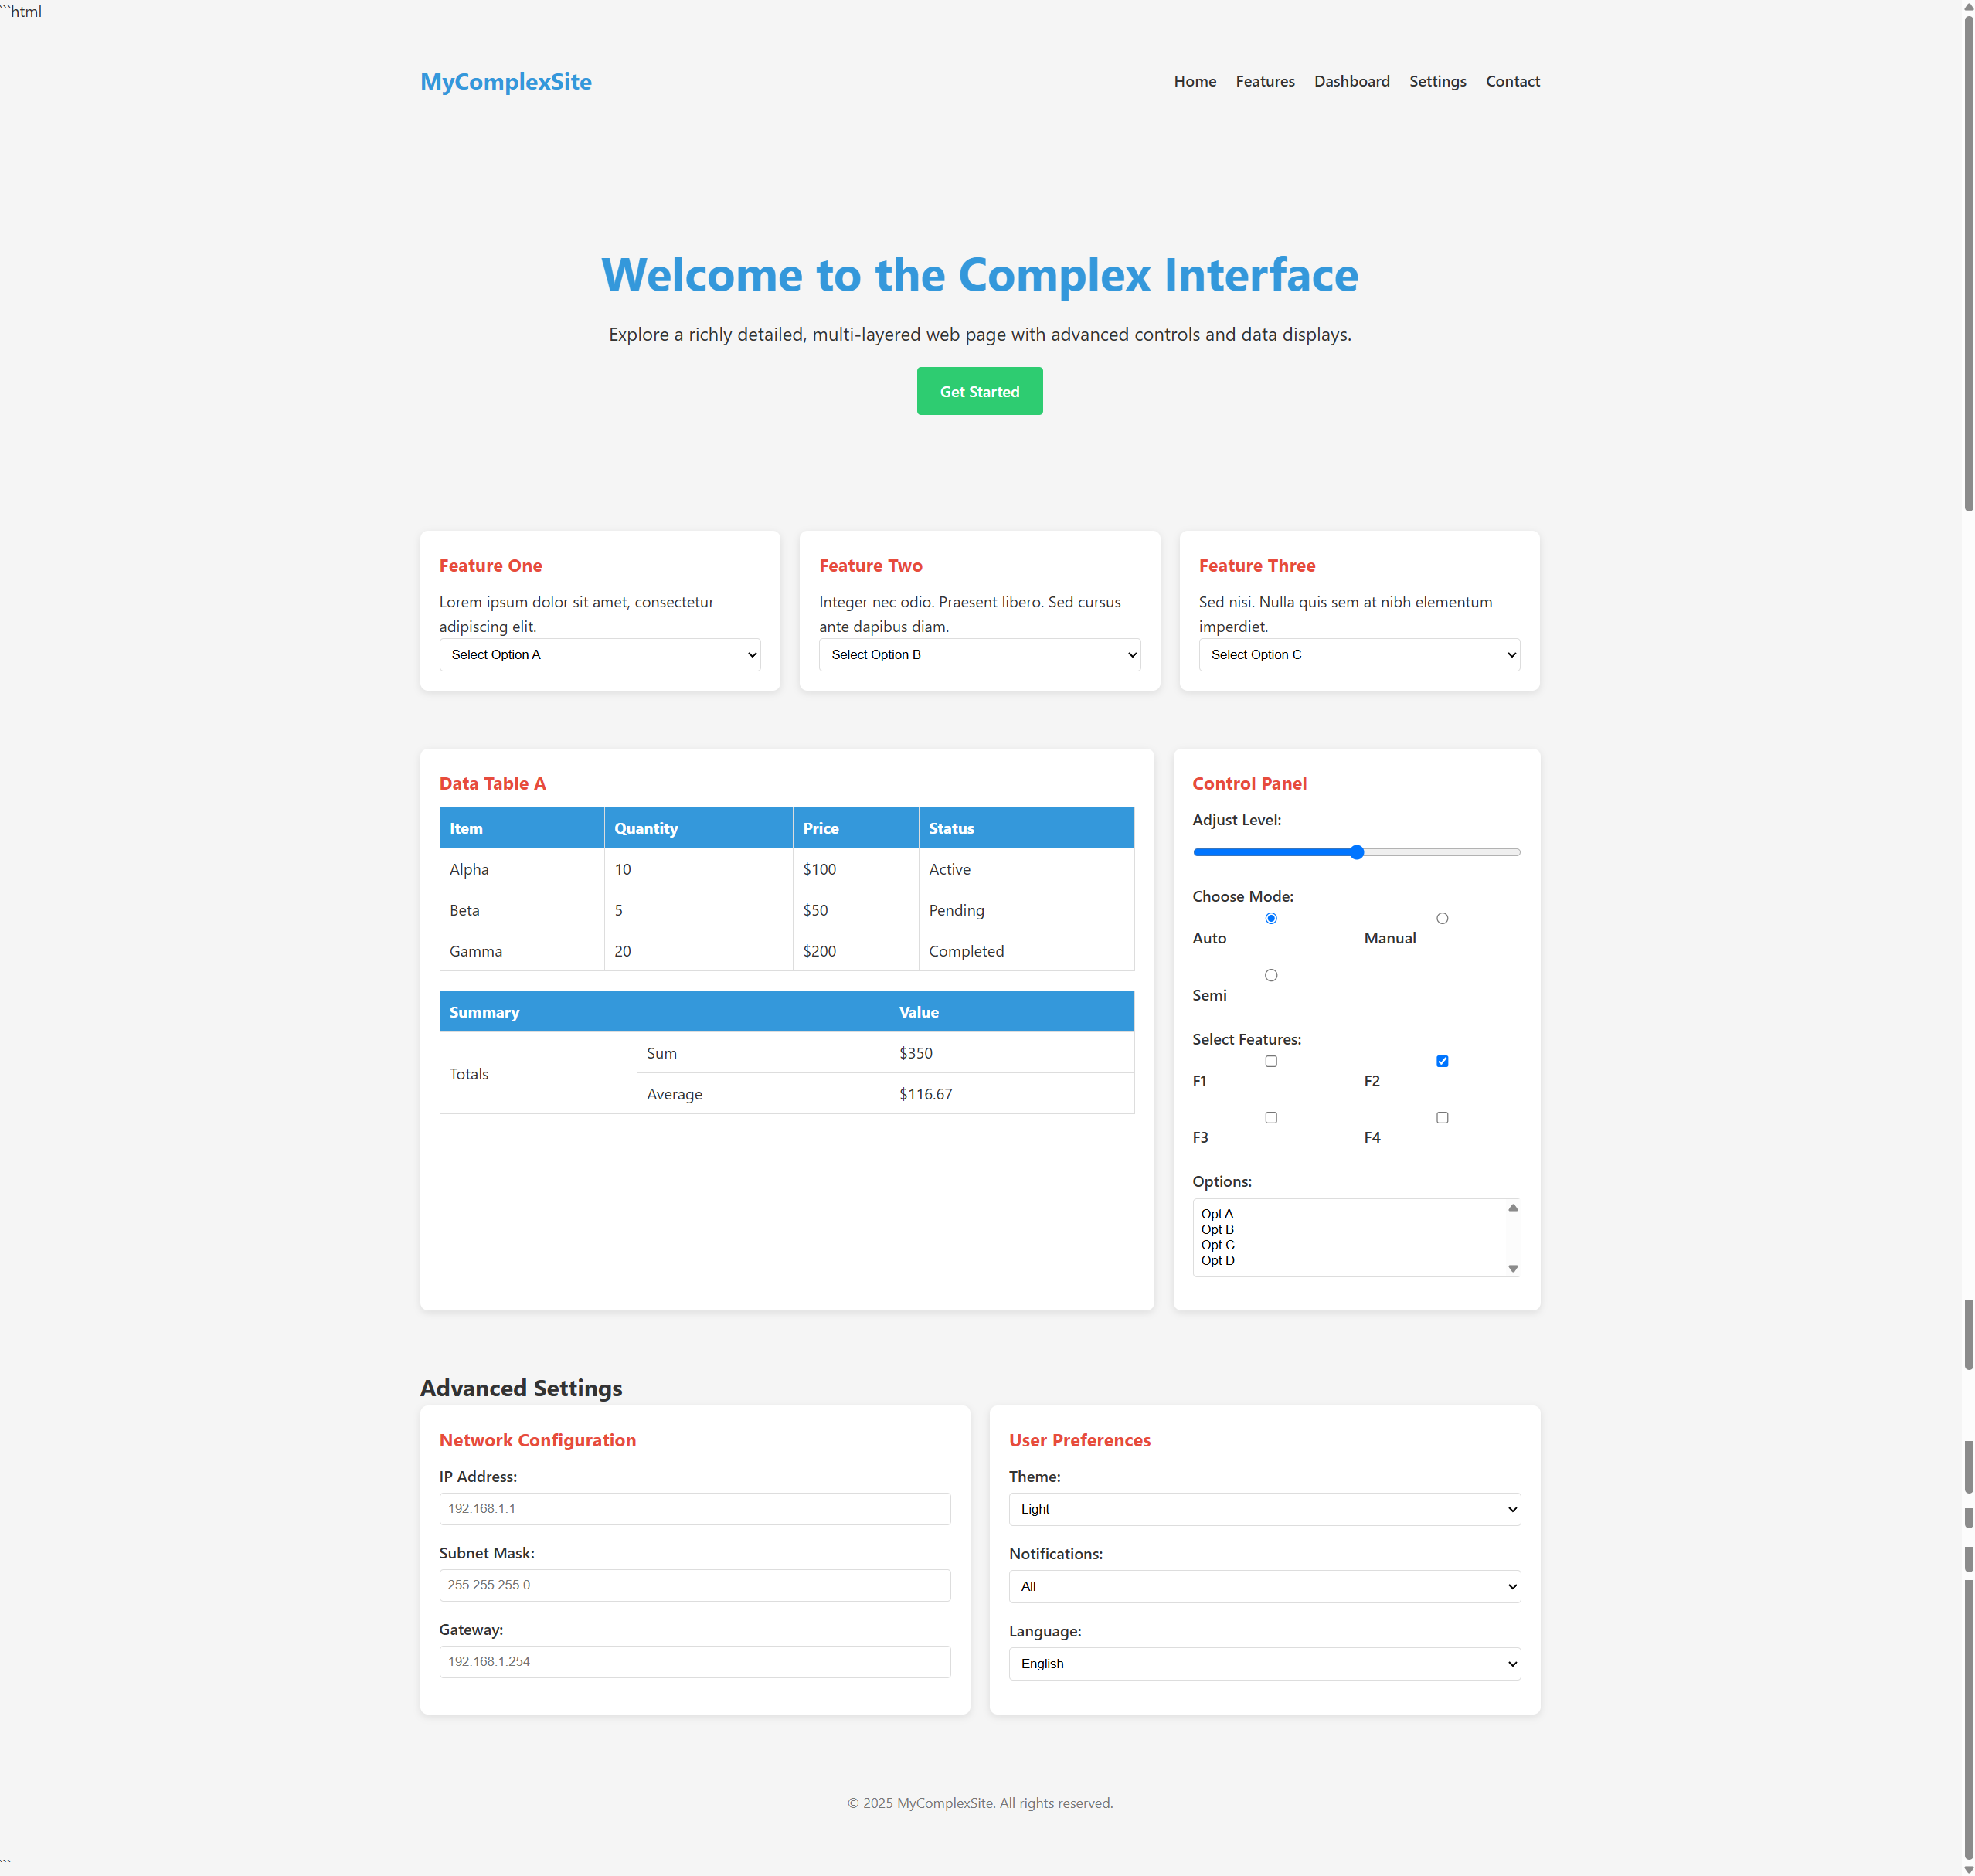 ```html
MyComplexSite
Home Features Dashboard Settings Contact
Welcome to the Complex Interface
Explore a richly detailed, multi-layered web page with advanced controls and data displays.
Get Started
Feature One
Lorem ipsum dolor sit amet, consectetur
adipiscing elit.
Select Option A
Feature Two
Integer nec odio. Praesent libero. Sed cursus
ante dapibus diam.
Select Option B
Feature Three
Sed nisi. Nulla quis sem at nibh elementum
imperdiet.
Select Option C
Data Table A
Item Quantity Price Status
Alpha 10 $100 Active
Beta 5 $50 Pending
Gamma 20 $200 Completed
Summary Value
Totals Sum $350
Average $116.67
Control Panel
Adjust Level:
Choose Mode:
Auto Manual
Semi
Select Features:
F1 F2
F3 F4
Options:
Opt A
Opt B
Opt C
Opt D
Advanced Settings
Network Configuration
IP Address:
192.168.1.1
Subnet Mask:
255.255.255.0
Gateway:
192.168.1.254
User Preferences
Theme:
Light
Notifications:
All
Language:
English
© 2025 MyComplexSite. All rights reserved.
```